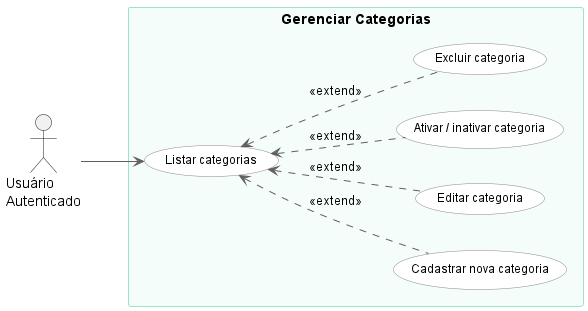 Gerenciar Categorias
Excluir categoria
«extend»
Ativar / inativar categoria
«extend»
Listar categorias
«extend»
Usuário
Autenticado
Editar categoria
«extend»
Cadastrar nova categoria